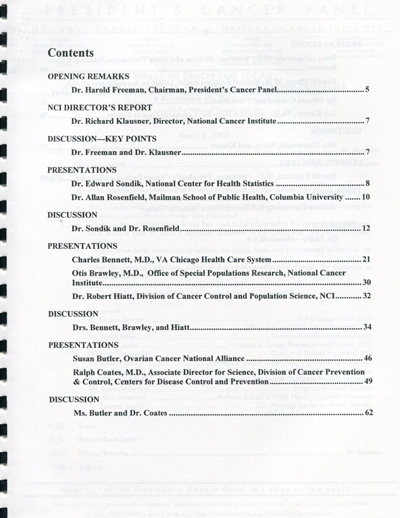 PRESIDENT'S CANCER PANEL
Contents
OPENING REMARKS
Dr. Harold Freeman, Chairman, President's Cancer Panel....................5
NCI DIRECTOR'S REPORT
Dr. Richard Klausner, Director, National Cancer Institute....................7
DISCUSSION—KEY POINTS
Dr. Freeman and Dr. Klausner....................7
PRESENTATIONS
Dr. Edward Sondik, National Center for Health Statistics ....................8
Dr. Allan Rosenfield, Mailman School of Public Health, Columbia University ......10
DISCUSSION
Dr. Sondik and Dr. Rosenfield....................12
PRESENTATIONS
Charles Bennett, M.D., VA Chicago Health Care System....................21
Otis Brawley, M.D., Office of Special Populations Research, National Cancer
Institute....................30
Dr. Robert Hiatt, Division of Cancer Control and Population Science, NCI..........32
DISCUSSION
Drs. Bennett, Brawley, and Hiatt....................34
PRESENTATIONS
Susan Butler, Ovarian Cancer National Alliance ....................46
Ralph Coates, M.D., Associate Director for Science, Division of Cancer Prevention
& Control, Centers for Disease Control and Prevention....................49
DISCUSSION
Ms. Butler and Dr. Coates ....................62